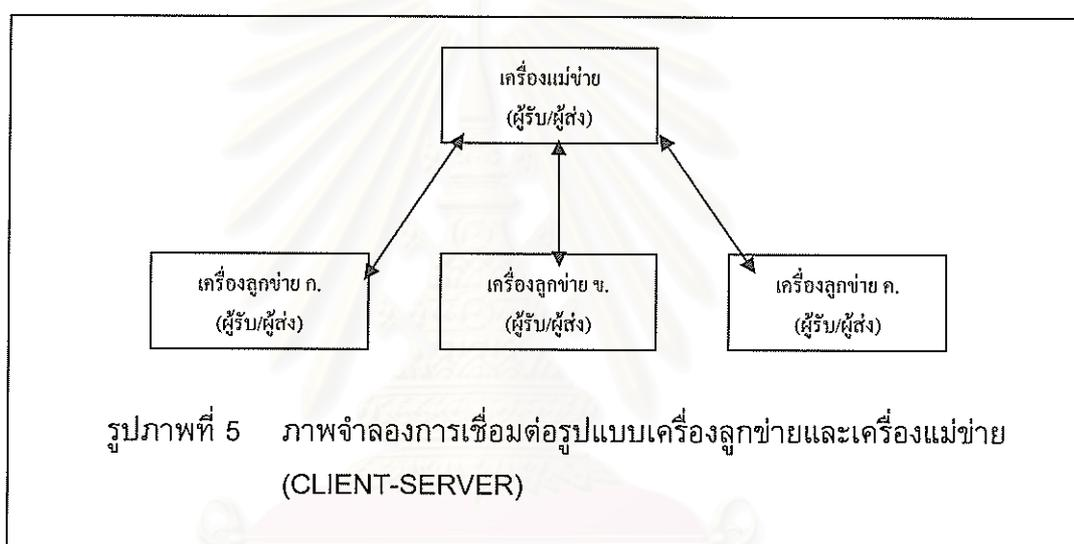 เครื่องแม่ข่าย
(ผู้รับ/ผู้ส่ง)
เครื่องลูกข่าย ก.
(ผู้รับ/ผู้ส่ง)
เครื่องลูกข่าย ข.
(ผู้รับ/ผู้ส่ง)
เครื่องลูกข่าย ค.
(ผู้รับ/ผู้ส่ง)
รูปภาพที่ 5 ภาพจำลองการเชื่อมต่อรูปแบบเครื่องลูกข่ายและเครื่องแม่ข่าย
(CLIENT-SERVER)